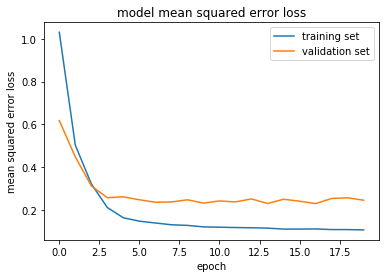 model mean squared error loss
training set
validation set
mean squared error loss
1.0
0.8
0.6
0.4
0.2
0.0 2.5 5.0 7.5 10.0 12.5 15.0 17.5
epoch